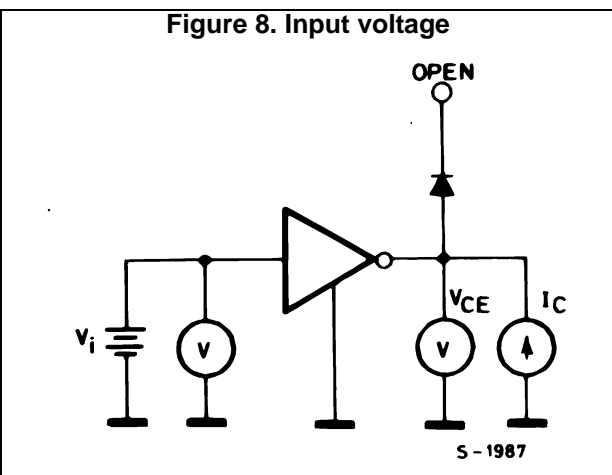 Figure 8. Input voltage
OPEN
VCE
IC
Vi
V
V
S-1987